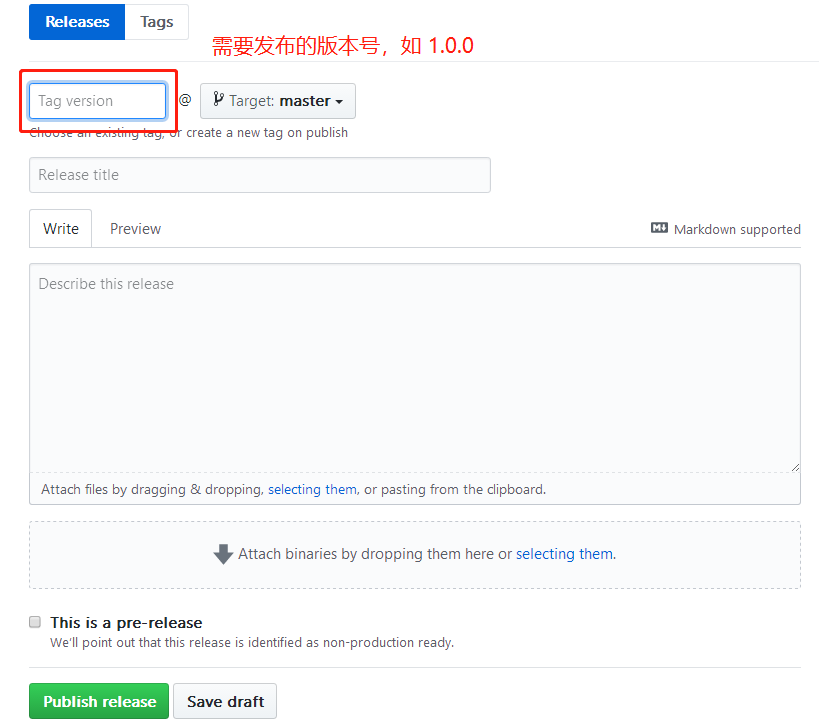 Releases Tags
需要发布的版本号，如 1.0.0
Tag version @ Target: master
Choose an existing tag, or create a new tag on publish
Release title
Write Preview Markdown supported
Describe this release
Attach files by dragging & dropping, selecting them, or pasting from the clipboard.
Attach binaries by dropping them here or selecting them.
This is a pre-release
We'll point out that this release is identified as non-production ready.
Publish release Save draft